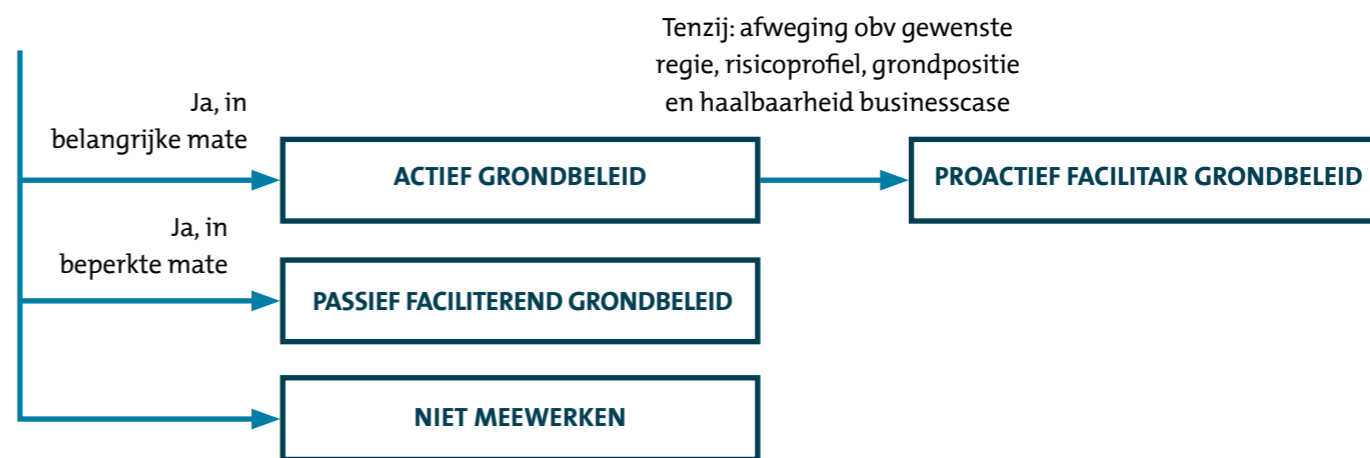 Tenzij: afweging obv gewenste
regie, risicoprofiel, grondpositie
en haalbaarheid businesscase
Ja, in
belangrijke mate
ACTIEF GRONDBELEID
PROACTIEF FACILITAIR GRONDBELEID
Ja, in
beperkte mate
PASSIEF FACILITEREND GRONDBELEID
NIET MEEWERKEN